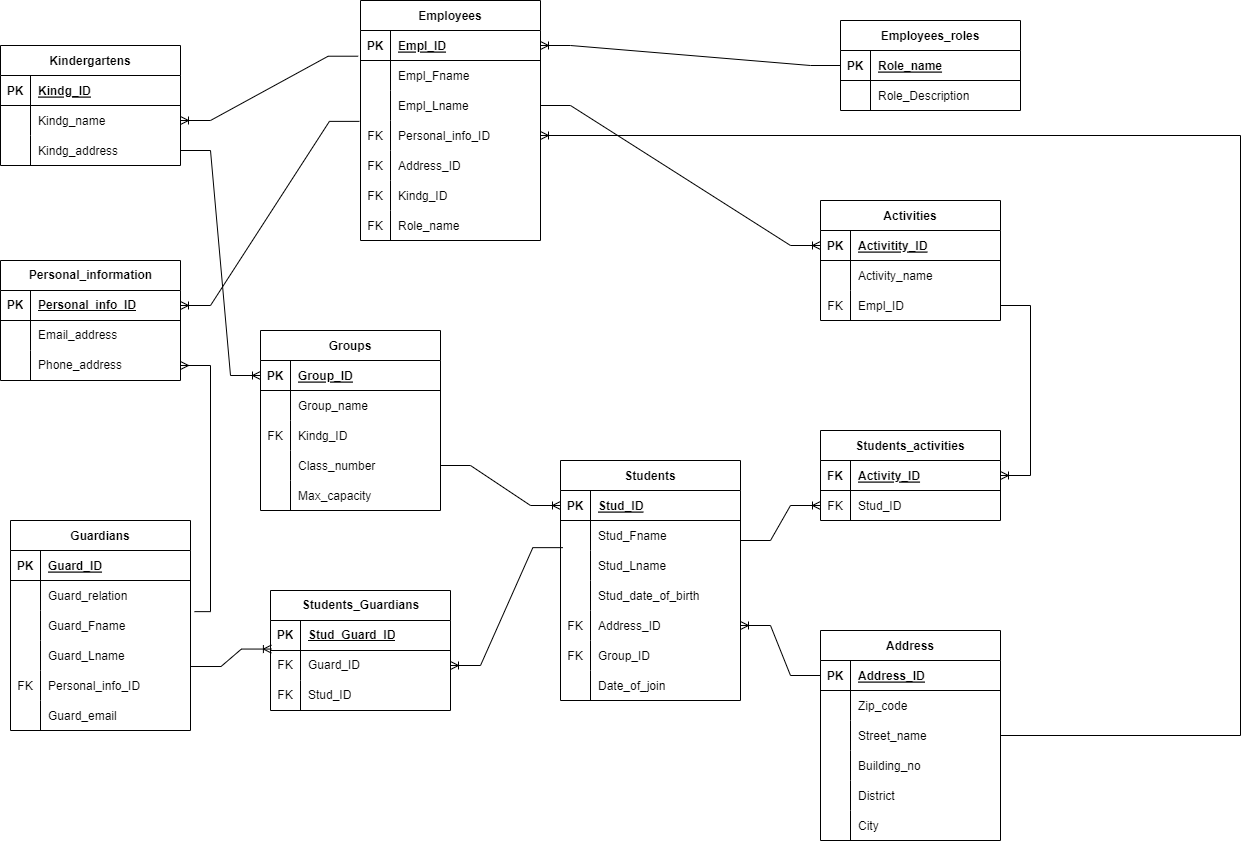 Employees
PK Empl_ID
Empl_Fname
Empl_Lname
FK Personal_info_ID
FK Address_ID
FK Kindg_ID
FK Role_name
Employees_roles
PK Role_name
Role_Description
Kindergartens
PK Kindg_ID
Kindg_name
Kindg_address
Activities
PK Activitity_ID
Activity_name
FK Empl_ID
Personal_information
PK Personal_info_ID
Email_address
Phone_address
Groups
PK Group_ID
Group_name
FK Kindg_ID
Class_number
Max_capacity
Students_activities
FK Activity_ID
FK Stud_ID
Students
PK Stud_ID
Stud_Fname
Stud_Lname
Stud_date_of_birth
FK Address_ID
FK Group_ID
Date_of_join
Guardians
PK Guard_ID
Guard_relation
Guard_Fname
Guard_Lname
FK Personal_info_ID
Guard_email
Students_Guardians
PK Stud_Guard_ID
FK Guard_ID
FK Stud_ID
Address
PK Address_ID
Zip_code
Street_name
Building_no
District
City